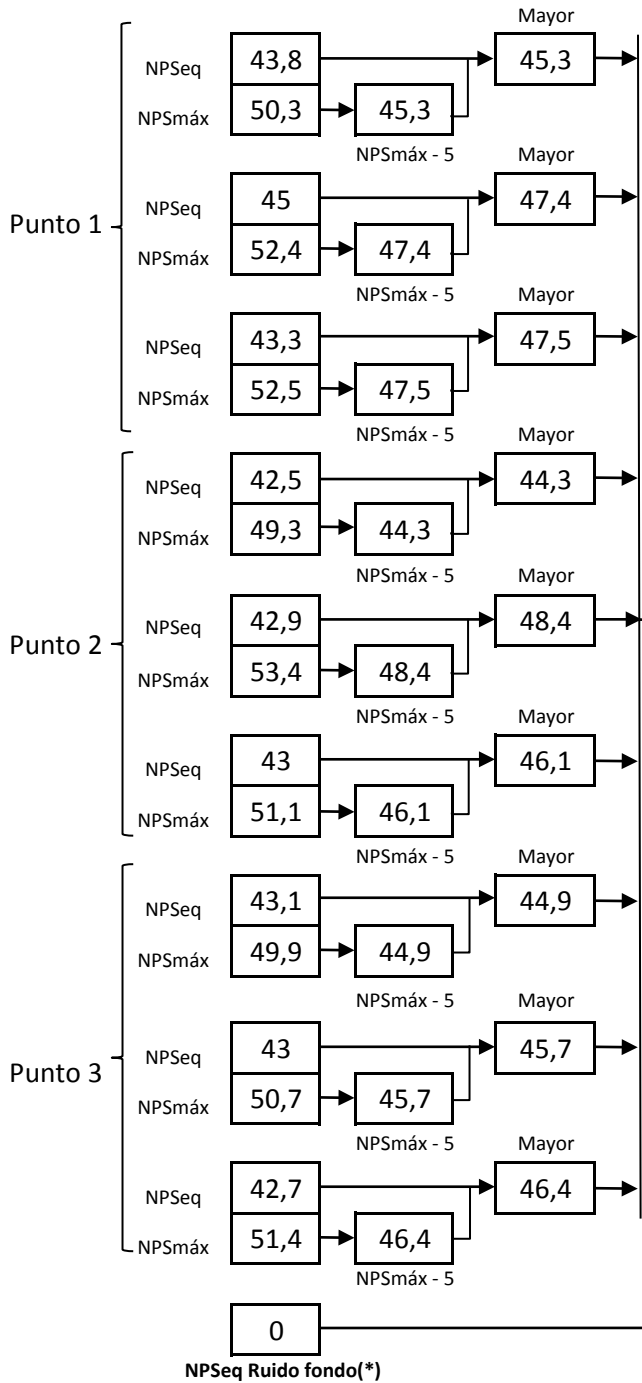 Mayor
NPSeq 43,8 45,3
NPSmáx 50,3 45,3
NPSmáx - 5 Mayor
NPSeq 45 47,4
Punto 1
NPSmáx 52,4 47,4
NPSmáx - 5 Mayor
NPSeq 43,3 47,5
NPSmáx 52,5 47,5
NPSmáx - 5 Mayor
NPSeq 42,5 44,3
NPSmáx 49,3 44,3
NPSmáx - 5 Mayor
NPSeq 42,9 48,4
Punto 2
NPSmáx 53,4 48,4
NPSmáx - 5 Mayor
NPSeq 43 46,1
NPSmáx 51,1 46,1
NPSmáx - 5 Mayor
NPSeq 43,1 44,9
NPSmáx 49,9 44,9
NPSmáx - 5 Mayor
NPSeq 43 45,7
Punto 3
NPSmáx 50,7 45,7
NPSmáx - 5 Mayor
NPSeq 42,7 46,4
NPSmáx 51,4 46,4
NPSmáx - 5
0
NPSeq Ruido fondo(*)